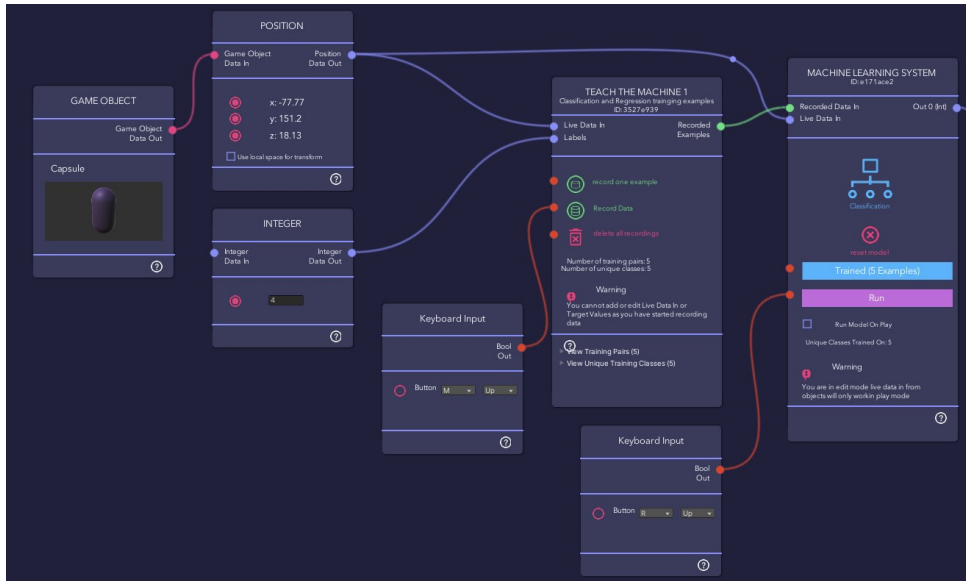 GAME OBJECT
Game Object
Data Out
Capsule
POSITION
Game Object
Data In
Position
Data Out
x: -77.77
y: 151.2
z: 18.13
Use local space for transform
INTEGER
Integer
Data In
Integer
Data Out
4
Keyboard Input
Bool
Out
Button M Up
TEACH THE MACHINE 1
Classification and Regression trainging examples
ID: 3527e939
Live Data In
Labels
Recorded
Examples
record one example
Record Data
delete all recordings
Number of training pairs: 5
Number of unique classes: 5
Warning
You cannot add or edit Live Data In or
Target Values as you have started recording
data
View Training Pairs (5)
View Unique Training Classes (5)
Keyboard Input
Bool
Out
Button R Up
MACHINE LEARNING SYSTEM
ID: e171ace2
Recorded Data In
Live Data In
Out 0 (Int)
Classification
reset model
Trained (5 Examples)
Run
Run Model On Play
Unique Classes Trained On: 5
Warning
You are in edit mode live data in from
objects will only workin play mode